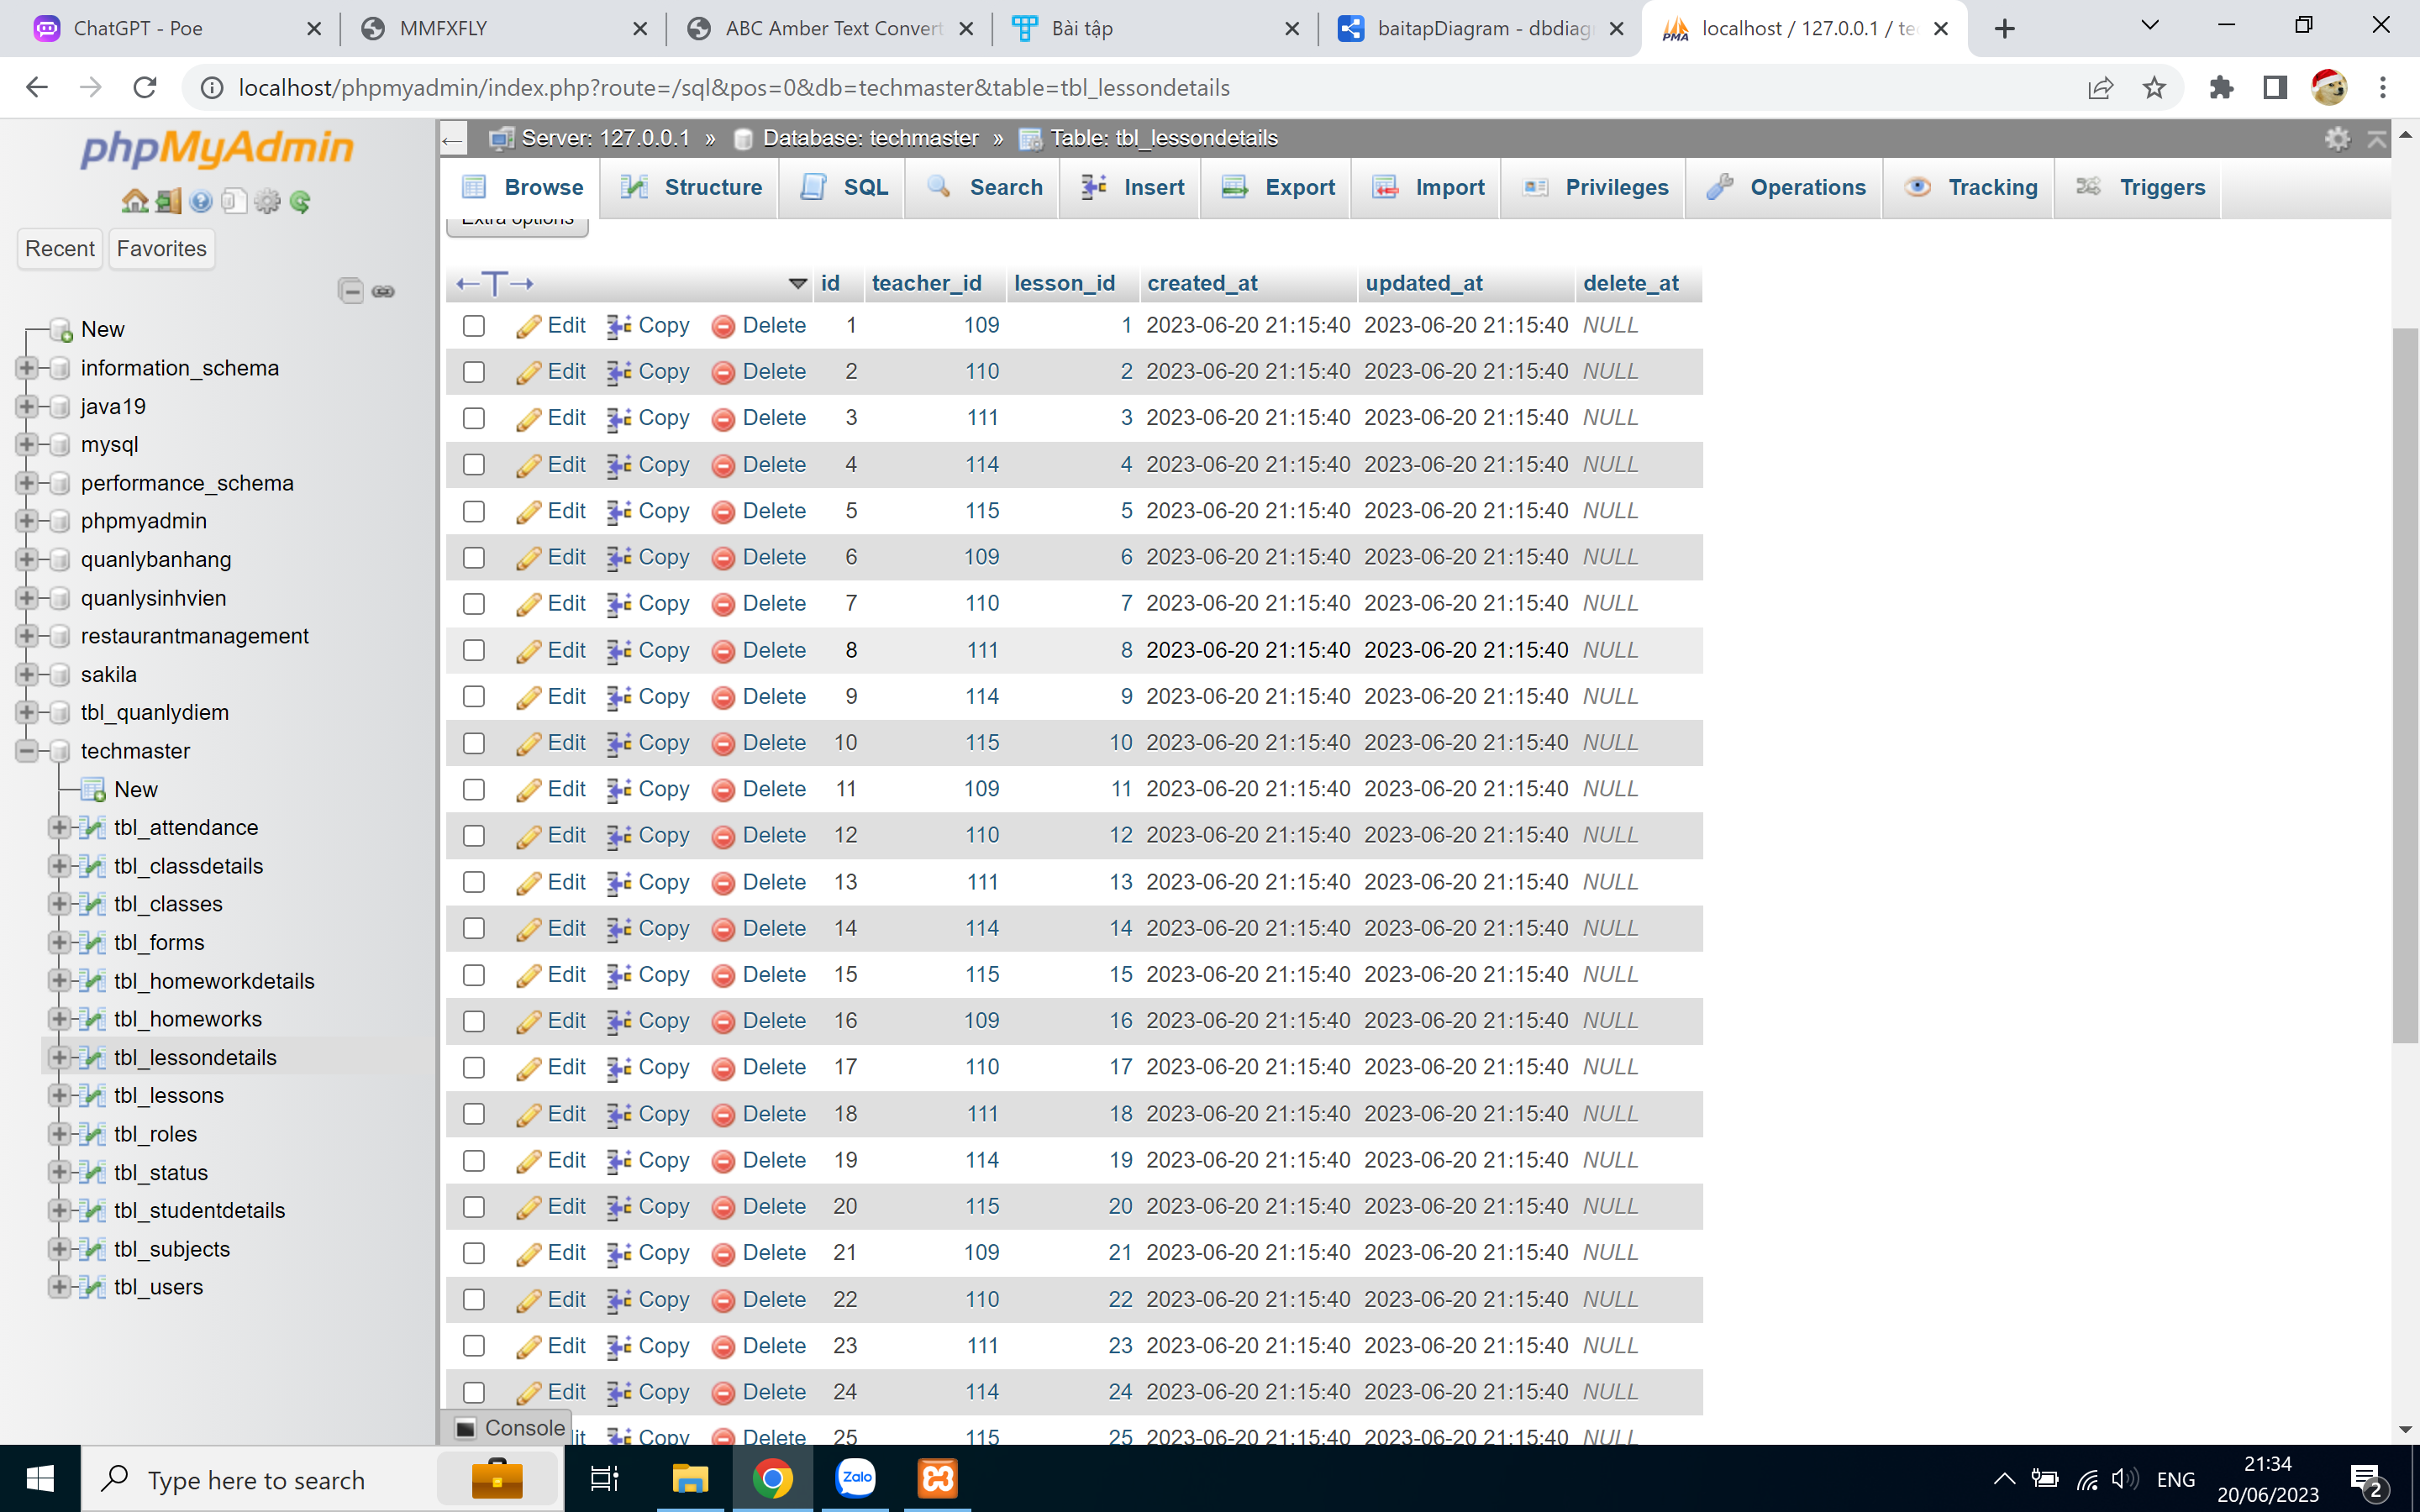 ChatGPT - Poe
MMFXFLY
ABC Amber Text Convert
Bài tập
baitapDiagram - dbdiag
localhost / 127.0.0.1 / te
localhost/phpmyadmin/index.php?route=/sql&pos=0&db=techmaster&table=tbl_lessondetails
phpMyAdmin
Recent Favorites
New
information_schema
java19
mysql
performance_schema
phpmyadmin
quanlybanhang
quanlysinhvien
restaurantmanagement
sakila
tbl_quanlydiem
techmaster
New
tbl_attendance
tbl_classdetails
tbl_classes
tbl_forms
tbl_homeworkdetails
tbl_homeworks
tbl_lessondetails
tbl_lessons
tbl_roles
tbl_status
tbl_studentdetails
tbl_subjects
tbl_users
Server: 127.0.0.1 » Database: techmaster » Table: tbl_lessondetails
Browse Structure SQL Search Insert Export Import Privileges Operations Tracking Triggers
Extra options
id teacher_id lesson_id created_at updated_at delete_at
Edit Copy Delete 1 109 1 2023-06-20 21:15:40 2023-06-20 21:15:40 NULL
Edit Copy Delete 2 110 2 2023-06-20 21:15:40 2023-06-20 21:15:40 NULL
Edit Copy Delete 3 111 3 2023-06-20 21:15:40 2023-06-20 21:15:40 NULL
Edit Copy Delete 4 114 4 2023-06-20 21:15:40 2023-06-20 21:15:40 NULL
Edit Copy Delete 5 115 5 2023-06-20 21:15:40 2023-06-20 21:15:40 NULL
Edit Copy Delete 6 109 6 2023-06-20 21:15:40 2023-06-20 21:15:40 NULL
Edit Copy Delete 7 110 7 2023-06-20 21:15:40 2023-06-20 21:15:40 NULL
Edit Copy Delete 8 111 8 2023-06-20 21:15:40 2023-06-20 21:15:40 NULL
Edit Copy Delete 9 114 9 2023-06-20 21:15:40 2023-06-20 21:15:40 NULL
Edit Copy Delete 10 115 10 2023-06-20 21:15:40 2023-06-20 21:15:40 NULL
Edit Copy Delete 11 109 11 2023-06-20 21:15:40 2023-06-20 21:15:40 NULL
Edit Copy Delete 12 110 12 2023-06-20 21:15:40 2023-06-20 21:15:40 NULL
Edit Copy Delete 13 111 13 2023-06-20 21:15:40 2023-06-20 21:15:40 NULL
Edit Copy Delete 14 114 14 2023-06-20 21:15:40 2023-06-20 21:15:40 NULL
Edit Copy Delete 15 115 15 2023-06-20 21:15:40 2023-06-20 21:15:40 NULL
Edit Copy Delete 16 109 16 2023-06-20 21:15:40 2023-06-20 21:15:40 NULL
Edit Copy Delete 17 110 17 2023-06-20 21:15:40 2023-06-20 21:15:40 NULL
Edit Copy Delete 18 111 18 2023-06-20 21:15:40 2023-06-20 21:15:40 NULL
Edit Copy Delete 19 114 19 2023-06-20 21:15:40 2023-06-20 21:15:40 NULL
Edit Copy Delete 20 115 20 2023-06-20 21:15:40 2023-06-20 21:15:40 NULL
Edit Copy Delete 21 109 21 2023-06-20 21:15:40 2023-06-20 21:15:40 NULL
Edit Copy Delete 22 110 22 2023-06-20 21:15:40 2023-06-20 21:15:40 NULL
Edit Copy Delete 23 111 23 2023-06-20 21:15:40 2023-06-20 21:15:40 NULL
Edit Copy Delete 24 114 24 2023-06-20 21:15:40 2023-06-20 21:15:40 NULL
Console it Copy Delete 25 115 25 2023-06-20 21:15:40 2023-06-20 21:15:40 NULL
Type here to search
Zalo
ENG
21:34
20/06/2023
2